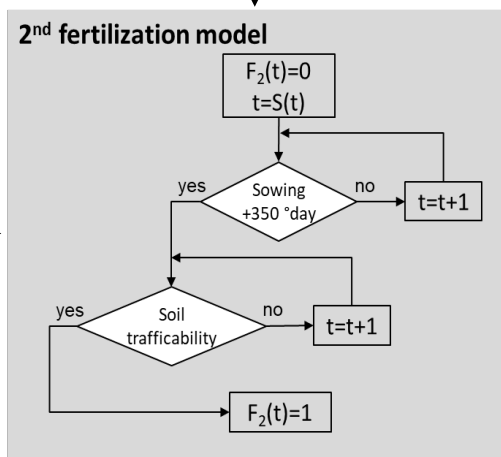 2nd fertilization model
F2(t)=0
t=S(t)
yes
Sowing
+350 °day
no
t=t+1
yes
Soil
trafficability
no
t=t+1
F2(t)=1